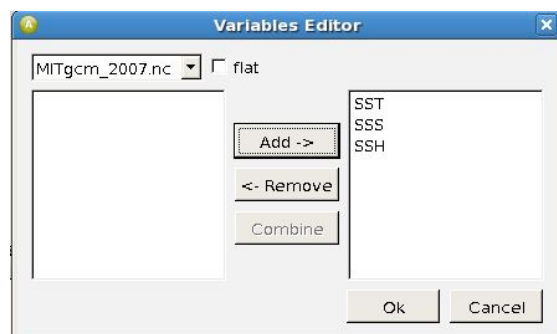 Variables Editor
MITgcm_2007.nc flat
SST
SSS
SSH
Add ->
<- Remove
Combine
Ok Cancel